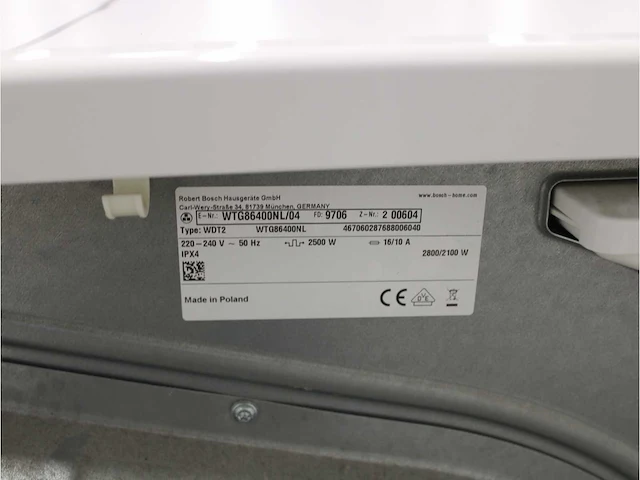 Robert Bosch Hausgeräte GmbH www.bosch-home.com
Carl-Wery-Straße 34, 81739 München, GERMANY
E-Nr.: WTG86400NL/04 FD: 9706 Z-Nr.: 2 00604
Type: WDT2 WTG86400NL 467060287688006040
220-240 V ~ 50 Hz 2500 W 16/10 A
IPX4 2800/2100 W
Made in Poland CE